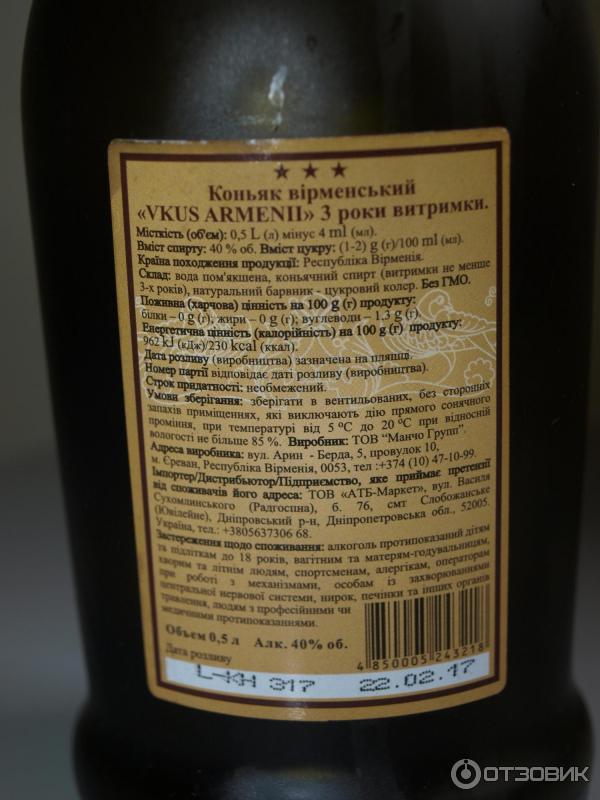 ★ ★ ★
Коньяк вірменський
«VKUS ARMENII» 3 роки витримки.
Місткість (об'єм): 0,5 L (л) мінус 4 ml (мл).
Вміст спирту: 40 % об. Вміст цукру: (1-2) g (г)/100 ml (мл).
Країна походження продукції: Республіка Вірменія.
Склад: вода пом'якшена, коньячний спирт (витримки не менше
3-х років), натуральний барвник - цукровий колер. Без ГМО.
Поживна (харчова) цінність на 100 g (г) продукту:
білки – 0 g (г); жири – 0 g (г); вуглеводи – 1,3 g (г).
Енергетична цінність (калорійність) на 100 g (г) продукту:
962 kJ (кДж)/230 kcal (ккал).
Дата розливу (виробництва) зазначена на пляшці.
Номер партії відповідає даті розливу (виробництва).
Строк придатності: необмежений.
Умови зберігання: зберігати в вентильованих, без сторонніх
запахів приміщеннях, які виключають дію прямого сонячного
проміння, при температурі від 5 ºС до 20 ºС при відносній
вологості не більше 85 %. Виробник: ТОВ "Манчо Групп".
Адреса виробника: вул. Арин - Берда, 5, провулок 10,
м. Єреван, Республіка Вірменія, 0053, тел :+374 (10) 47-10-99.
Імпортер/Дистрибьютор/Підприємство, яке приймає претензії
від споживачів його адреса: ТОВ «АТБ-Маркет», вул. Василя
Сухомлинського (Радгоспна), б. 76, смт Слобожанське
(Ювілейне), Дніпровський р-н, Дніпропетровська обл., 52005.
Україна, тел.: +3805637306 68.
Застереження щодо споживання: алкоголь протипоказаний дітям
та підліткам до 18 років, вагітним та матерям-годувальницям,
хворим та літнім людям, спортсменам, алергікам, операторам
при роботі з механізмами, особам із захворюваннями
центральної нервової системи, нирок, печінки та інших органів
травлення, людям з професійними чи
медичними протипоказаннями.
Объем 0,5 л Алк. 40% об.
4 850005 243218
Дата розливу
L-KH 317 22.02.17
ОТЗОВИК